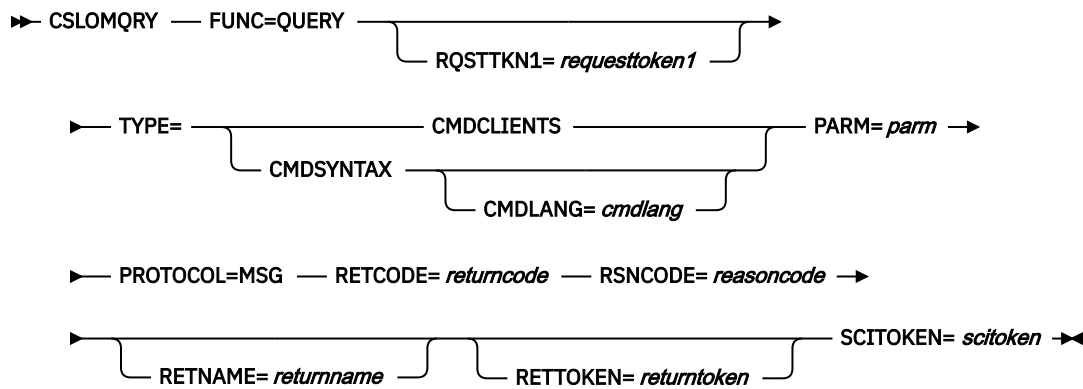 CSLOMQRY FUNC=QUERY
RQSTTKN1= requesttoken1
TYPE= CMDCLIENTS PARM= parm
CMDSYNTAX
CMDLANG= cmdlang
PROTOCOL=MSG RETCODE= returncode RSNCODE= reasoncode
SCITOKEN= scitoken
RETNAME= returnname RETTOKEN= returntoken